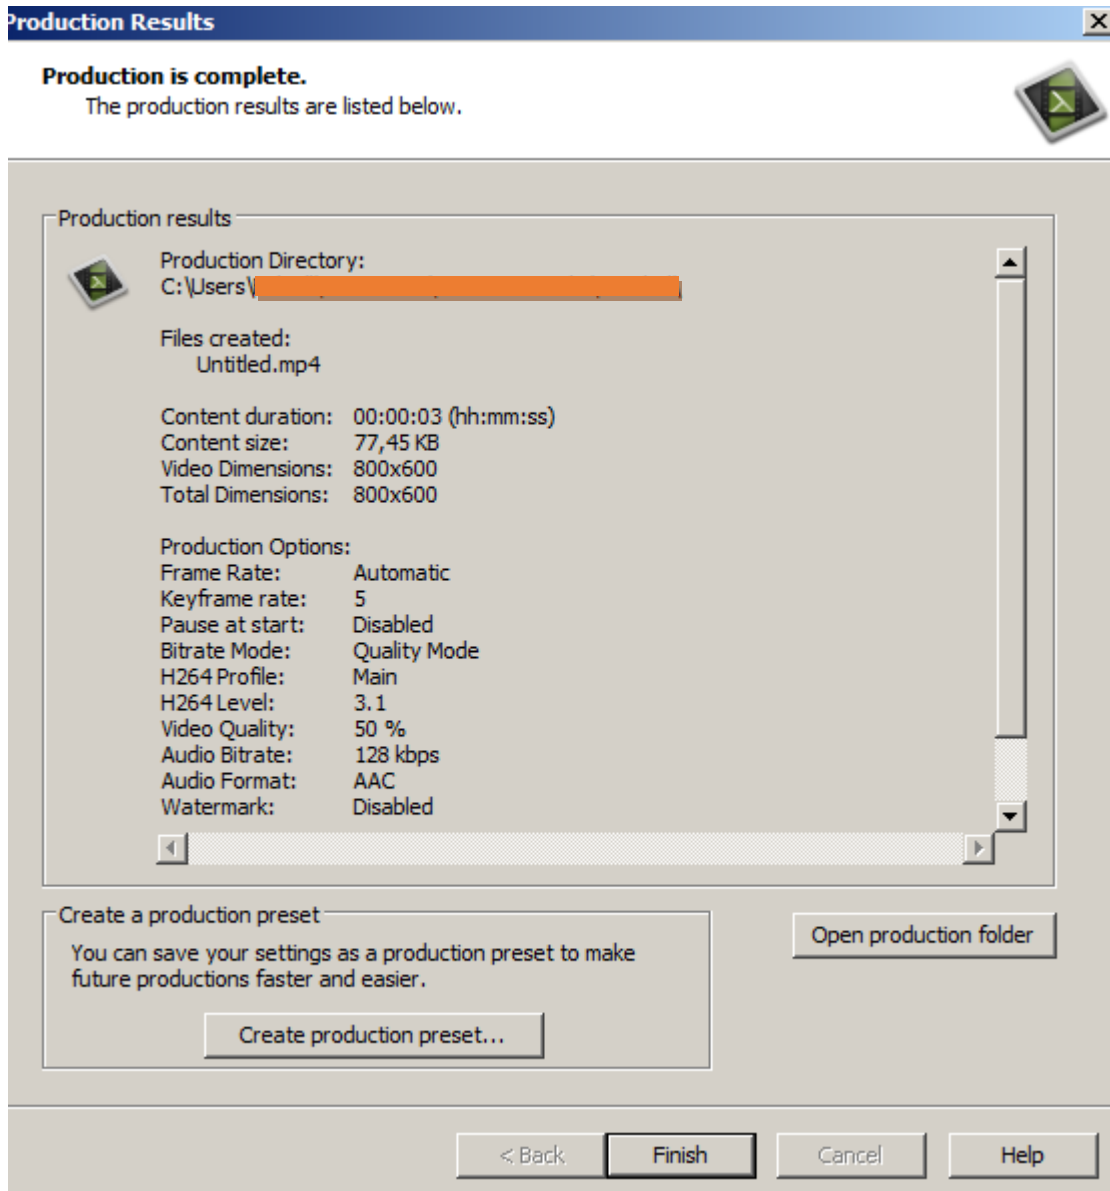 Production Results
Production is complete.
The production results are listed below.
Production results
Production Directory:
C:\Users\
Files created:
Untitled.mp4
Content duration: 00:00:03 (hh:mm:ss)
Content size: 77,45 KB
Video Dimensions: 800x600
Total Dimensions: 800x600
Production Options:
Frame Rate: Automatic
Keyframe rate: 5
Pause at start: Disabled
Bitrate Mode: Quality Mode
H264 Profile: Main
H264 Level: 3.1
Video Quality: 50 %
Audio Bitrate: 128 kbps
Audio Format: AAC
Watermark: Disabled
Create a production preset
You can save your settings as a production preset to make
future productions faster and easier.
Create production preset...
Open production folder
< Back Finish Cancel Help